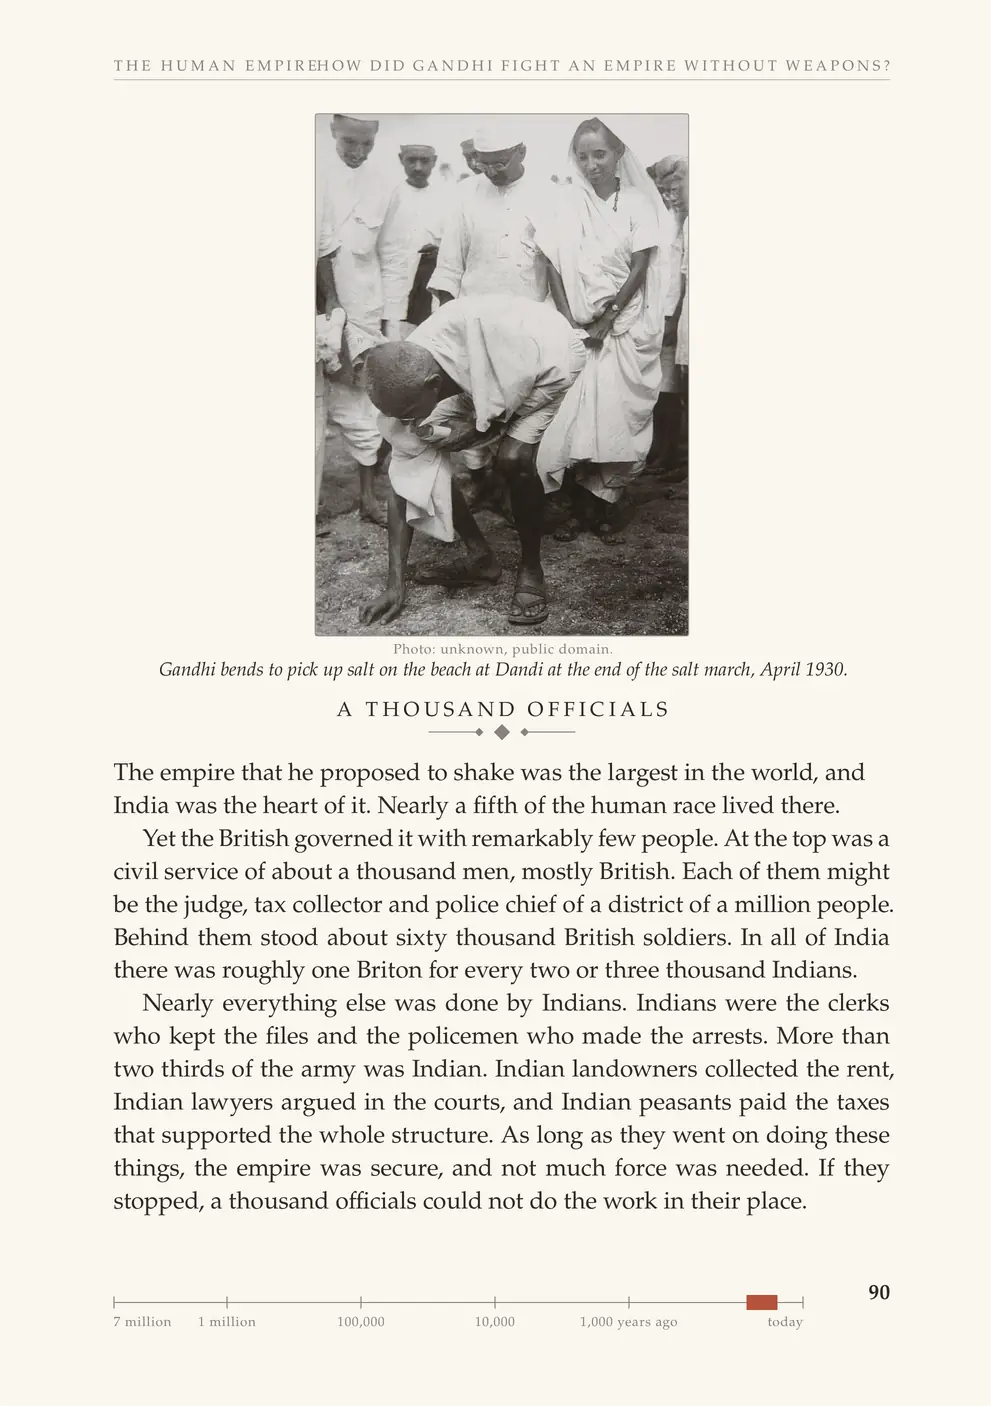 THE HUMAN EMPIREHOW DID GANDHI FIGHT AN EMPIRE WITHOUT WEAPONS?
Photo: unknown, public domain.
Gandhi bends to pick up salt on the beach at Dandi at the end of the salt march, April 1930.
A THOUSAND OFFICIALS
The empire that he proposed to shake was the largest in the world, and
India was the heart of it. Nearly a fifth of the human race lived there.
Yet the British governed it with remarkably few people. At the top was a
civil service of about a thousand men, mostly British. Each of them might
be the judge, tax collector and police chief of a district of a million people.
Behind them stood about sixty thousand British soldiers. In all of India
there was roughly one Briton for every two or three thousand Indians.
Nearly everything else was done by Indians. Indians were the clerks
who kept the files and the policemen who made the arrests. More than
two thirds of the army was Indian. Indian landowners collected the rent,
Indian lawyers argued in the courts, and Indian peasants paid the taxes
that supported the whole structure. As long as they went on doing these
things, the empire was secure, and not much force was needed. If they
stopped, a thousand officials could not do the work in their place.
90
7 million 1 million 100,000 10,000 1,000 years ago today